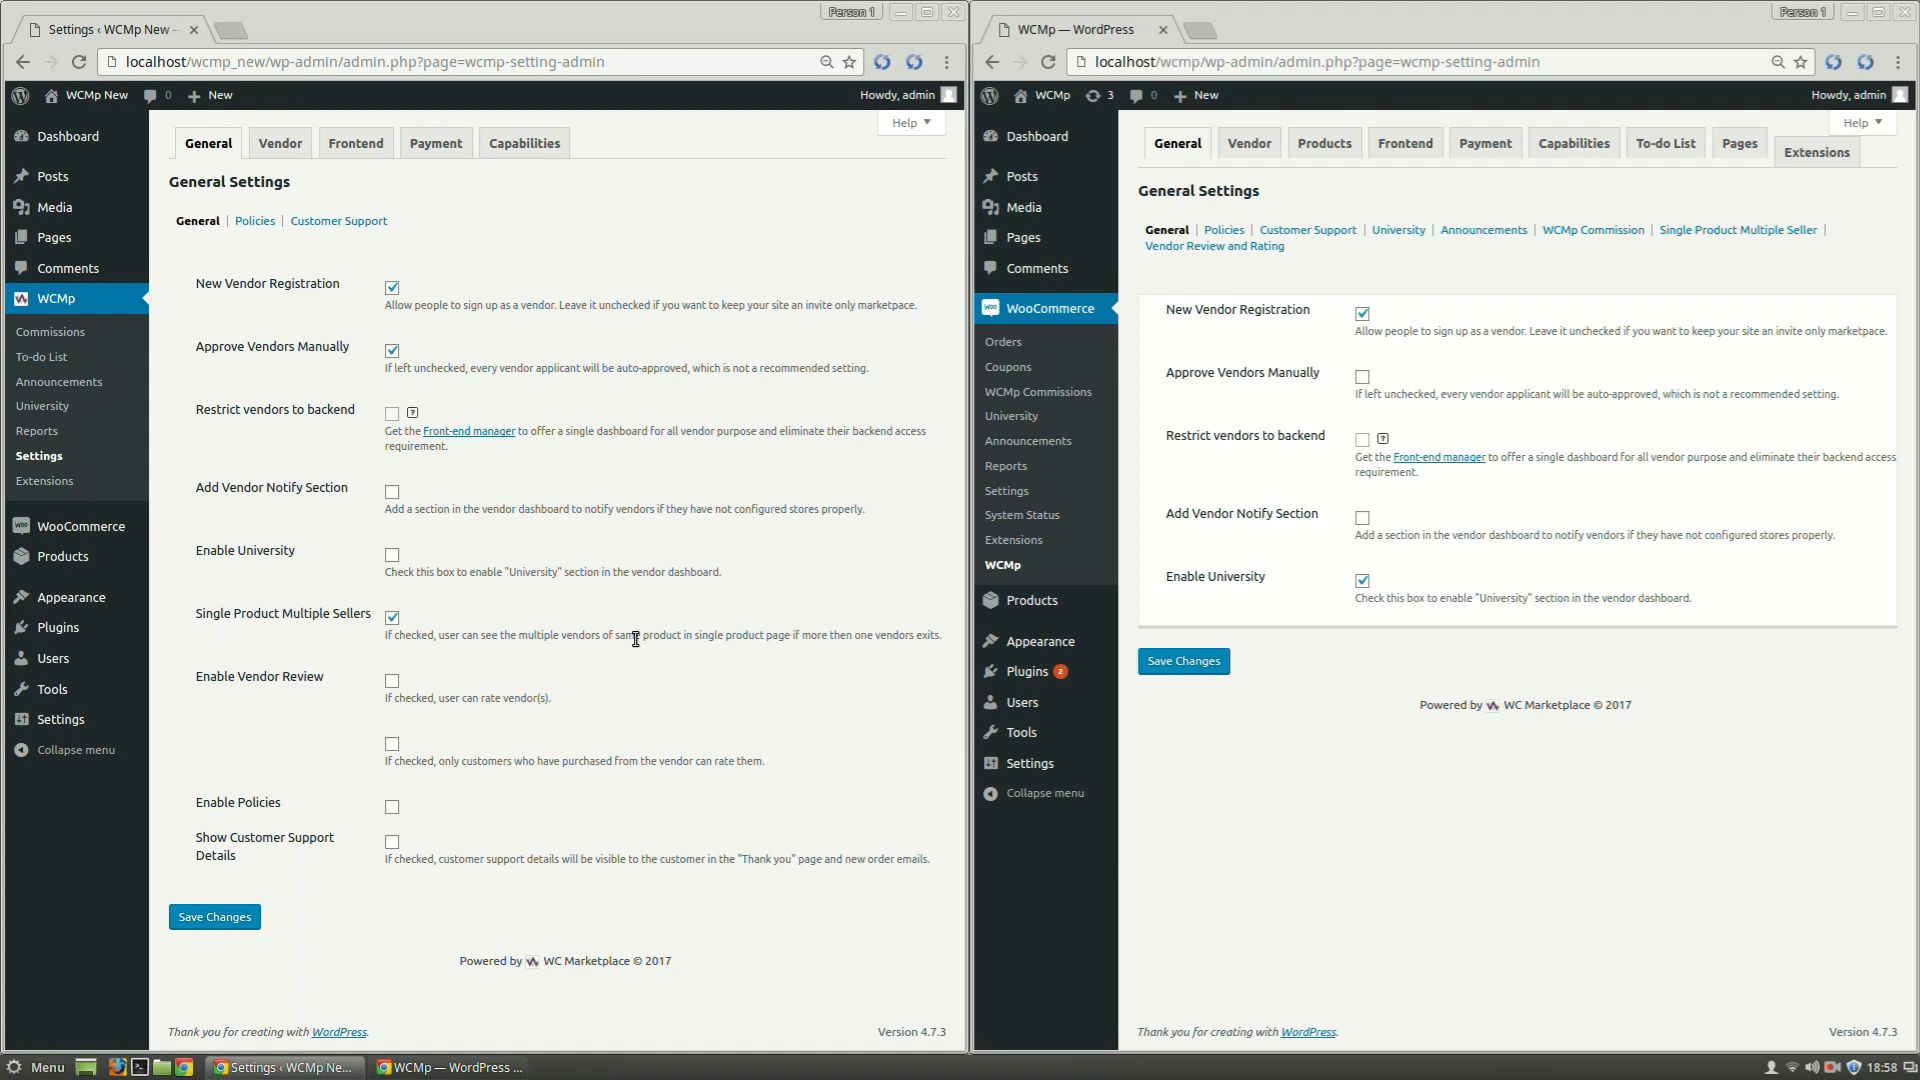 Person 1
Settings ‹ WCMp New
localhost/wcmp_new/wp-admin/admin.php?page=wcmp-setting-admin
WCMp New 0 New
Howdy, admin
Dashboard
Posts
Media
Pages
Comments
WCMp
Commissions
To-do List
Announcements
University
Reports
Settings
Extensions
WooCommerce
Products
Appearance
Plugins
Users
Tools
Settings
Collapse menu
Help
General Vendor Frontend Payment Capabilities
General Settings
General | Policies | Customer Support
New Vendor Registration
Allow people to sign up as a vendor. Leave it unchecked if you want to keep your site an invite only marketpace.
Approve Vendors Manually
If left unchecked, every vendor applicant will be auto-approved, which is not a recommended setting.
Restrict vendors to backend
?
Get the Front-end manager to offer a single dashboard for all vendor purpose and eliminate their backend access
requirement.
Add Vendor Notify Section
Add a section in the vendor dashboard to notify vendors if they have not configured stores properly.
Enable University
Check this box to enable "University" section in the vendor dashboard.
Single Product Multiple Sellers
If checked, user can see the multiple vendors of same product in single product page if more then one vendors exits.
Enable Vendor Review
If checked, user can rate vendor(s).
If checked, only customers who have purchased from the vendor can rate them.
Enable Policies
Show Customer Support
Details
If checked, customer support details will be visible to the customer in the "Thank you" page and new order emails.
Save Changes
Powered by WC Marketplace © 2017
Thank you for creating with WordPress.
Version 4.7.3
Person 1
WCMp — WordPress
localhost/wcmp/wp-admin/admin.php?page=wcmp-setting-admin
WCMp 3 0 New
Howdy, admin
Dashboard
Posts
Media
Pages
Comments
WooCommerce
Orders
Coupons
WCMp Commissions
University
Announcements
Reports
Settings
System Status
Extensions
WCMp
Products
Appearance
Plugins 2
Users
Tools
Settings
Collapse menu
Help
General Vendor Products Frontend Payment Capabilities To-do List Pages
Extensions
General Settings
General | Policies | Customer Support | University | Announcements | WCMp Commission | Single Product Multiple Seller |
Vendor Review and Rating
New Vendor Registration
Allow people to sign up as a vendor. Leave it unchecked if you want to keep your site an invite only marketpace.
Approve Vendors Manually
If left unchecked, every vendor applicant will be auto-approved, which is not a recommended setting.
Restrict vendors to backend
?
Get the Front-end manager to offer a single dashboard for all vendor purpose and eliminate their backend access
requirement.
Add Vendor Notify Section
Add a section in the vendor dashboard to notify vendors if they have not configured stores properly.
Enable University
Check this box to enable "University" section in the vendor dashboard.
Save Changes
Powered by WC Marketplace © 2017
Thank you for creating with WordPress.
Version 4.7.3
Menu
Settings ‹ WCMp Ne...
WCMp — WordPress ...
18:58